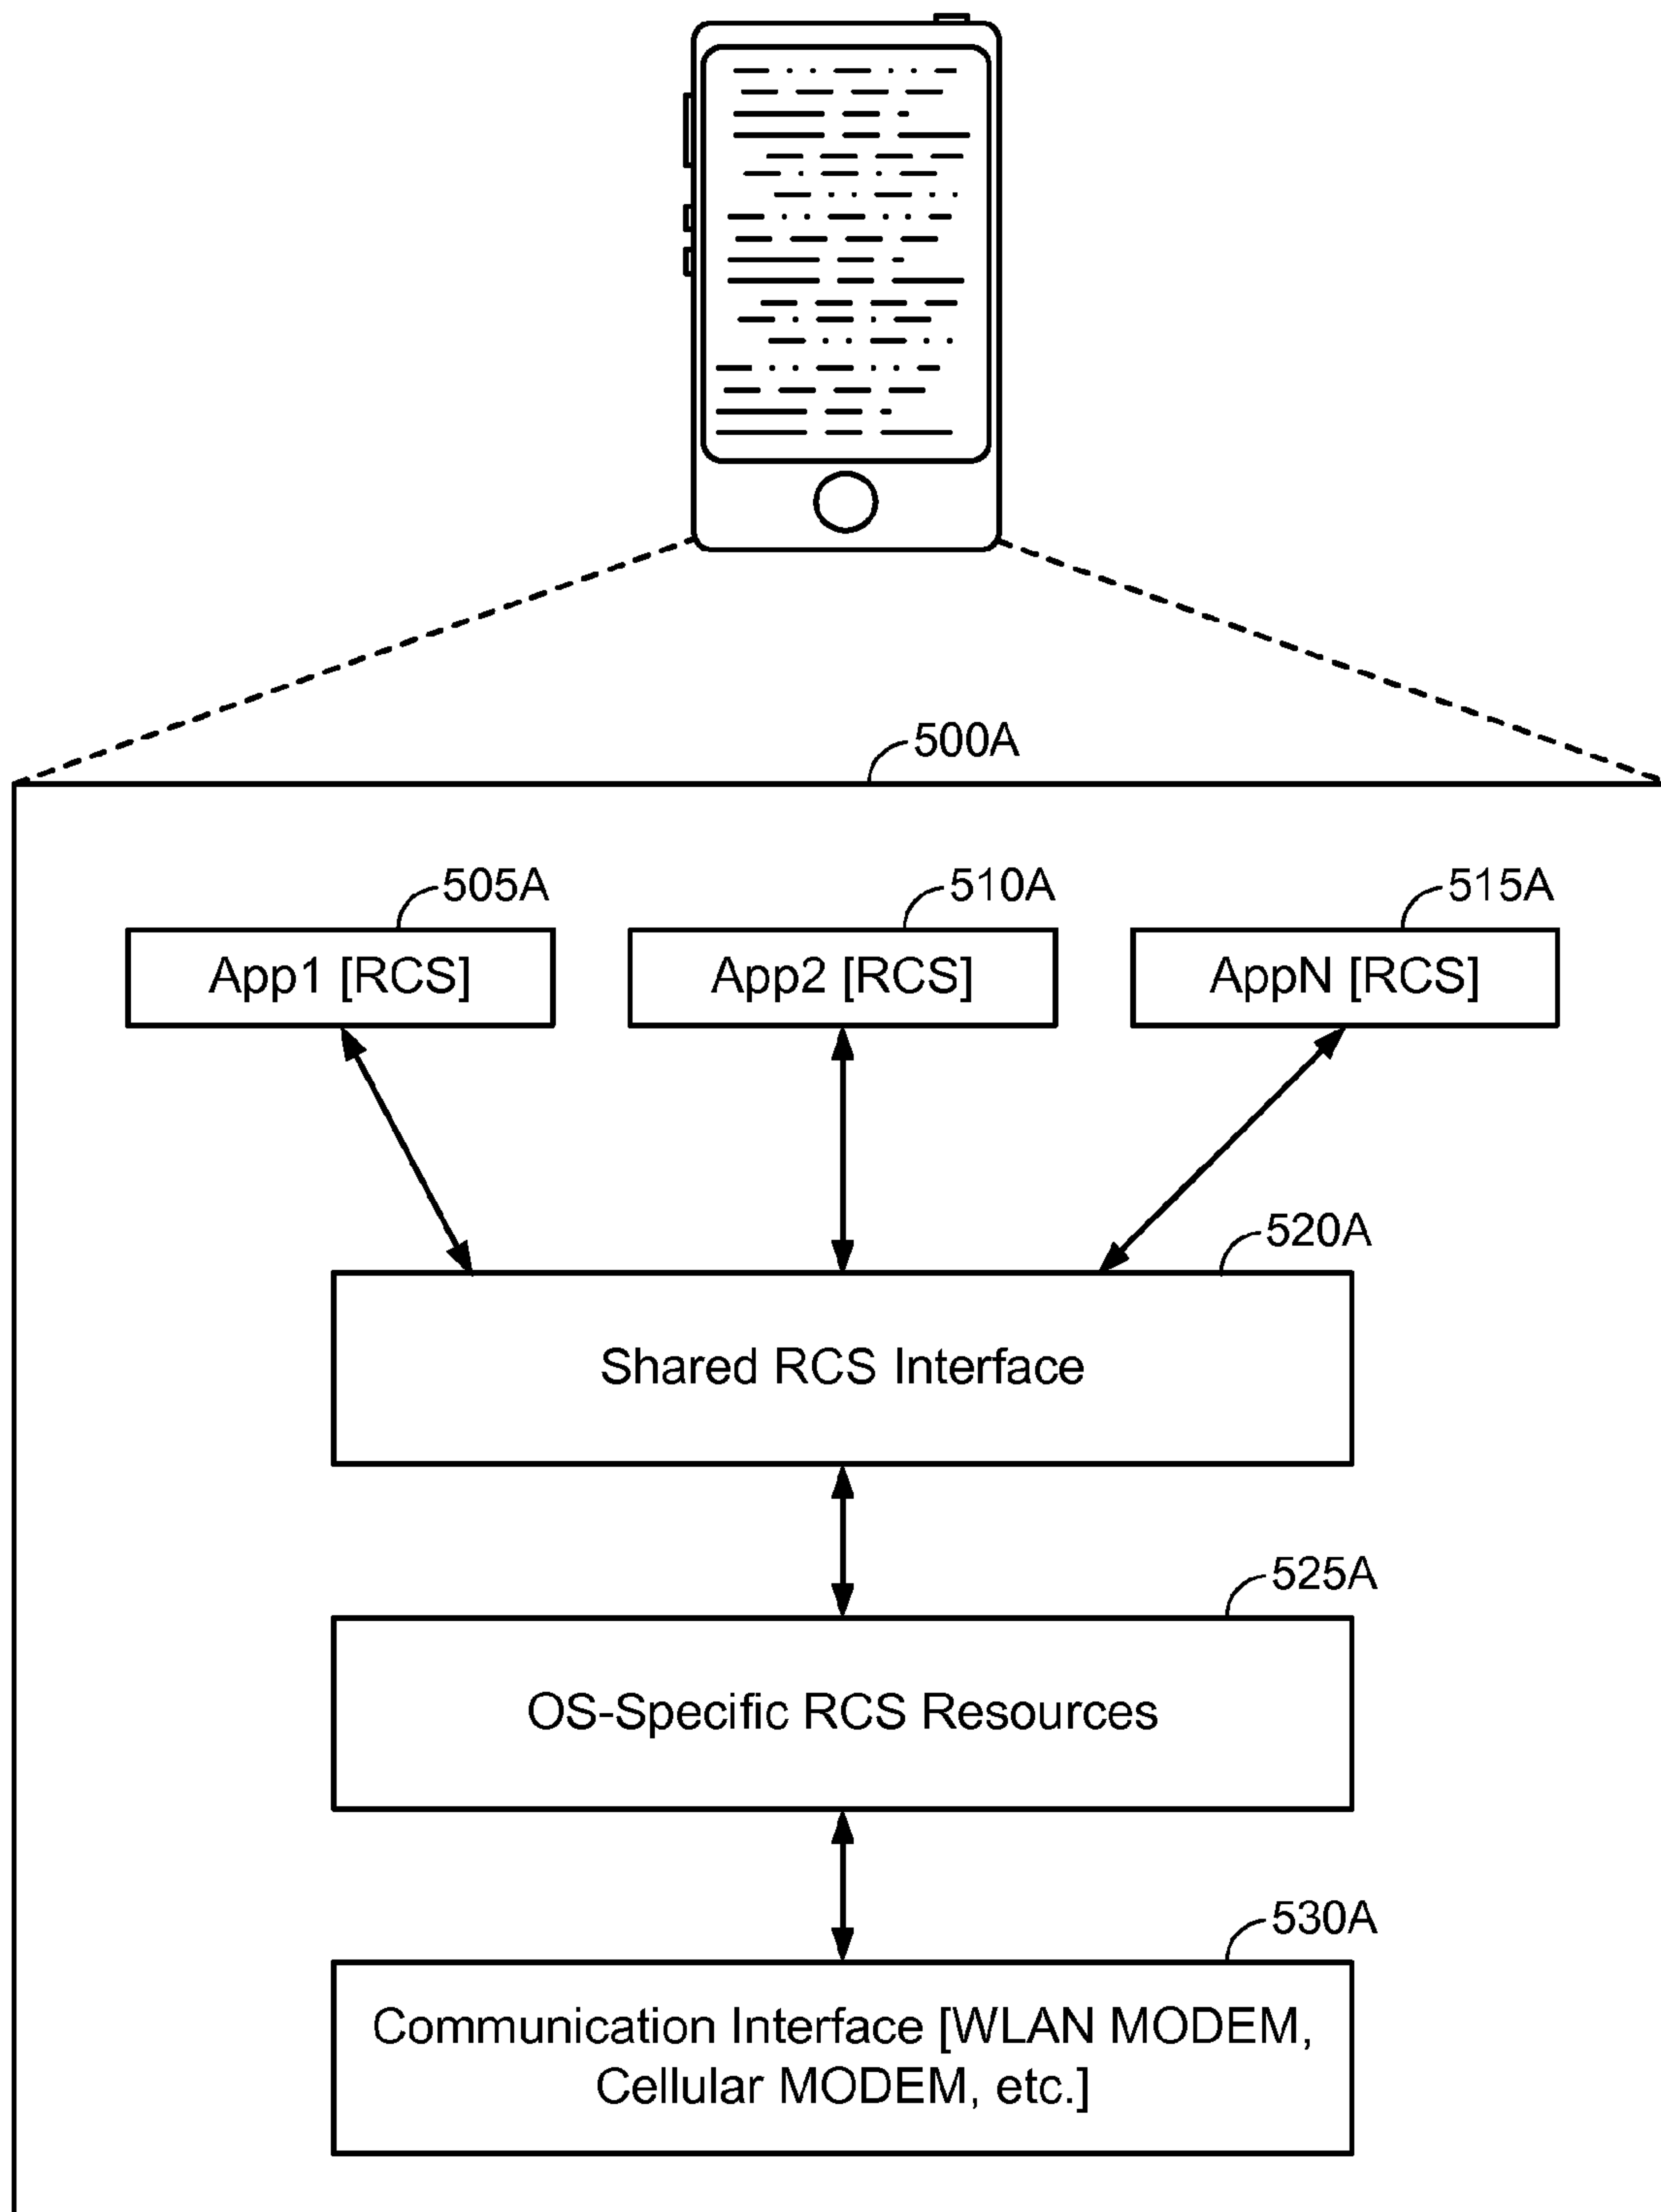 500A
505A
510A
515A
App1 [RCS]
App2 [RCS]
AppN [RCS]
520A
Shared RCS Interface
525A
OS-Specific RCS Resources
530A
Communication Interface [WLAN MODEM,
Cellular MODEM, etc.]